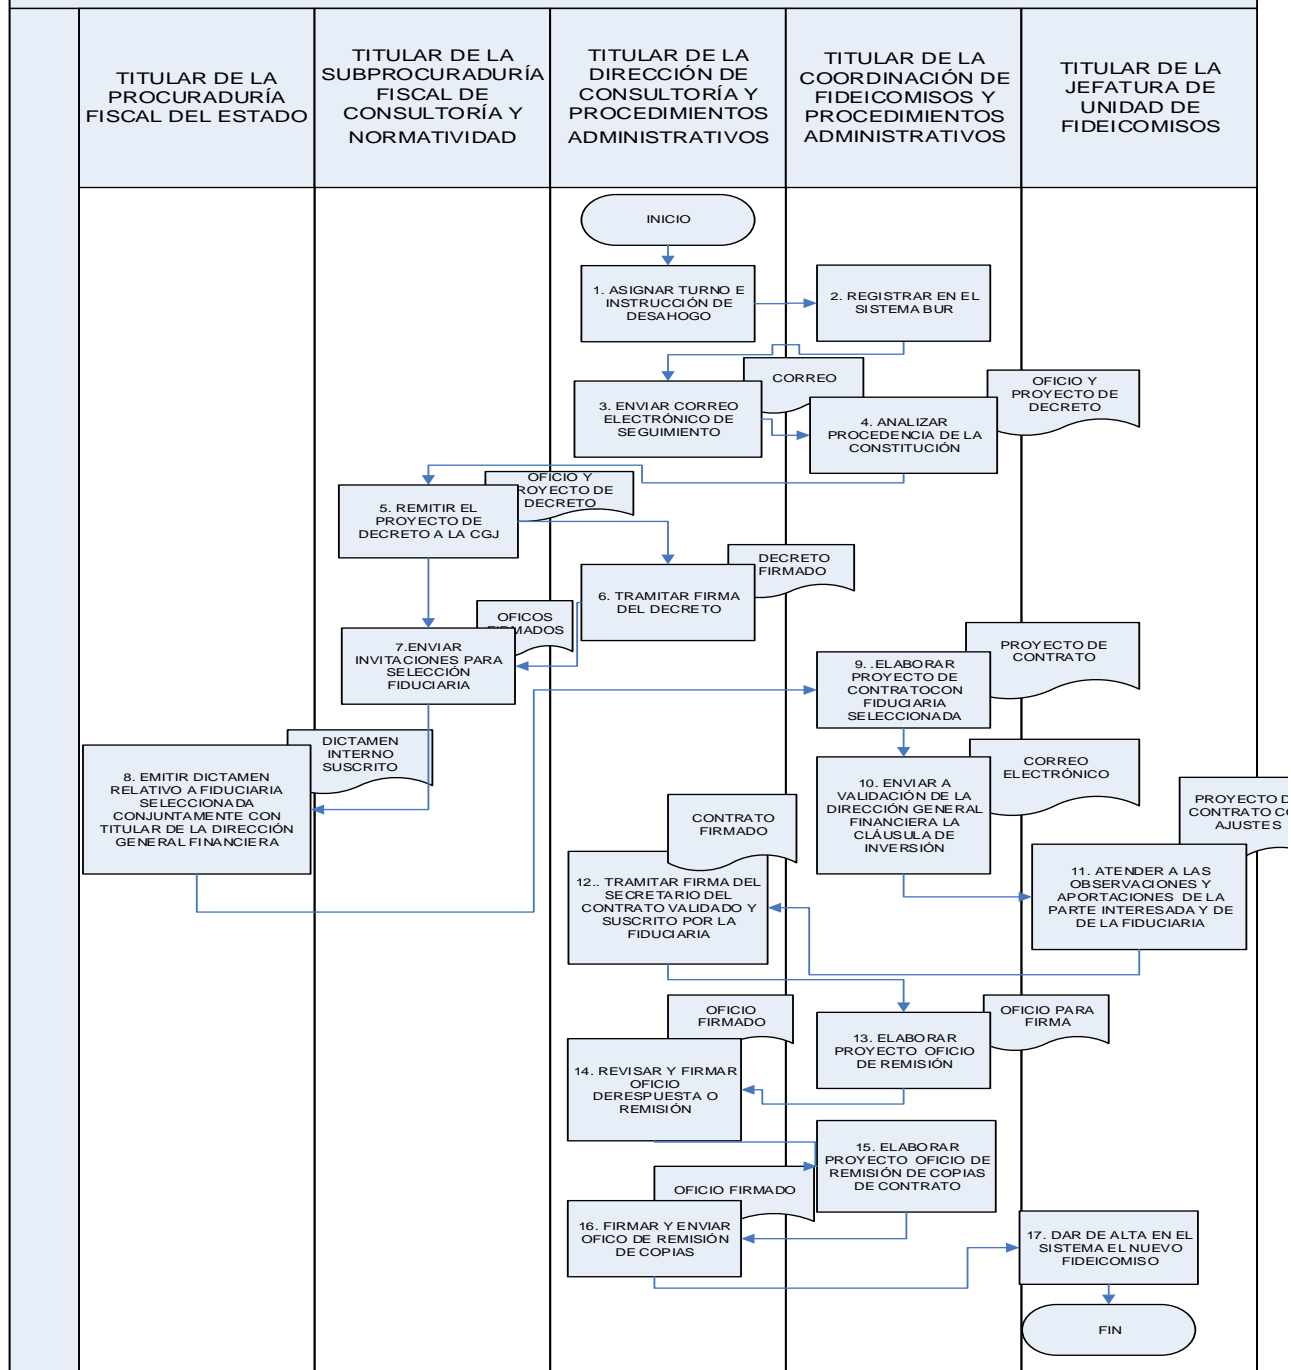 TITULAR DE LA
PROCURADURÍA
FISCAL DEL ESTADO
TITULAR DE LA
SUBPROCURADURÍA
FISCAL DE
CONSULTORÍA Y
NORMATIVIDAD
TITULAR DE LA
DIRECCIÓN DE
CONSULTORÍA Y
PROCEDIMIENTOS
ADMINISTRATIVOS
TITULAR DE LA
COORDINACIÓN DE
FIDEICOMISOS Y
PROCEDIMIENTOS
ADMINISTRATIVOS
TITULAR DE LA
JEFATURA DE
UNIDAD DE
FIDEICOMISOS
INICIO
1. ASIGNAR TURNO E
INSTRUCCIÓN DE
DESAHOGO
2. REGISTRAR EN EL
SISTEMA BUR
CORREO
3. ENVIAR CORREO
ELECTRÓNICO DE
SEGUIMIENTO
OFICIO Y
PROYECTO DE
DECRETO
4. ANALIZAR
PROCEDENCIA DE LA
CONSTITUCIÓN
OFICIO Y
ROYECTO DE
DECRETO
5. REMITIR EL
PROYECTO DE
DECRETO A LA CGJ
DECRETO
FIRMADO
6. TRAMITAR FIRMA
DEL DECRETO
OFICOS
MADOS
7.ENVIAR
INVITACIONES PARA
SELECCIÓN
FIDUCIARIA
PROYECTO DE
CONTRATO
9. .ELABORAR
PROYECTO DE
CONTRATOCON
FIDUCIARIA
SELECCIONADA
DICTAMEN
INTERNO
SUSCRITO
8. EMITIR DICTAMEN
RELATIVO A FIDUCIARIA
SELECCIONADA
CONJUNTAMENTE CON
TITULAR DE LA DIRECCIÓN
GENERAL FINANCIERA
CORREO
ELECTRÓNICO
10. ENVIAR A
VALIDACIÓN DE LA
DIRECCIÓN GENERAL
FINANCIERA LA
CLÁUSULA DE
INVERSIÓN
PROYECTO D
CONTRATO CO
AJUSTES
11. ATENDER A LAS
OBSERVACIONES Y
APORTACIONES DE LA
PARTE INTERESADA Y DE
DE LA FIDUCIARIA
CONTRATO
FIRMADO
12.. TRAMITAR FIRMA DEL
SECRETARIO DEL
CONTRATO VALIDADO Y
SUSCRITO POR LA
FIDUCIARIA
OFICIO PARA
FIRMA
13. ELABORAR
PROYECTO OFICIO
DE REMISIÓN
OFICIO
FIRMADO
14. REVISAR Y FIRMAR
OFICIO
DERESPUESTA O
REMISIÓN
15. ELABORAR
PROYECTO OFICIO DE
REMISIÓN DE COPIAS
DE CONTRATO
OFICIO FIRMADO
16. FIRMAR Y ENVIAR
OFICO DE REMISIÓN
DE COPIAS
17. DAR DE ALTA EN EL
SISTEMA EL NUEVO
FIDEICOMISO
FIN